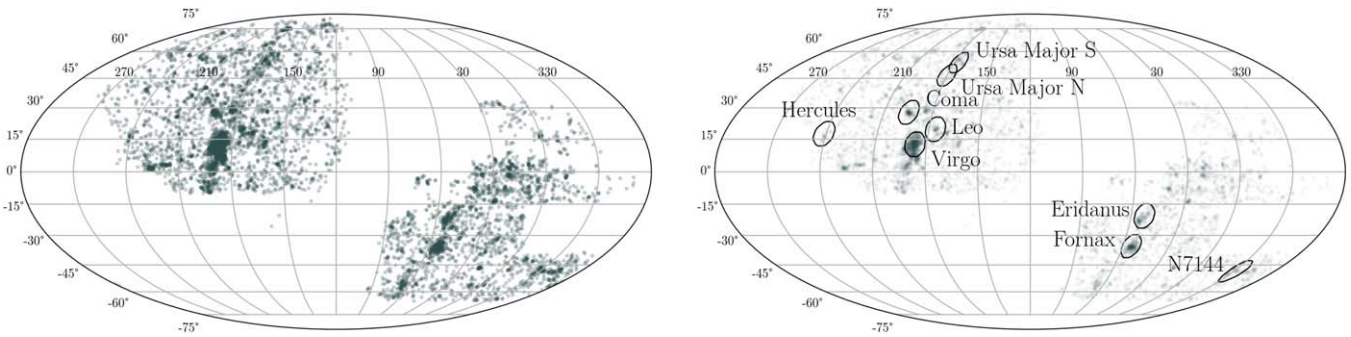 75°
60°
45°
270 210 150 90 30 330
30°
15°
0°
-15°
-30°
-45°
-60°
-75°
75°
60°
Ursa Major S
45°
270 210 150 90 30 330
Ursa Major N
30°
Hercules
Coma
15°
Leo
Virgo
0°
-15°
Eridanus
-30°
Fornax
N7144
-45°
-60°
-75°